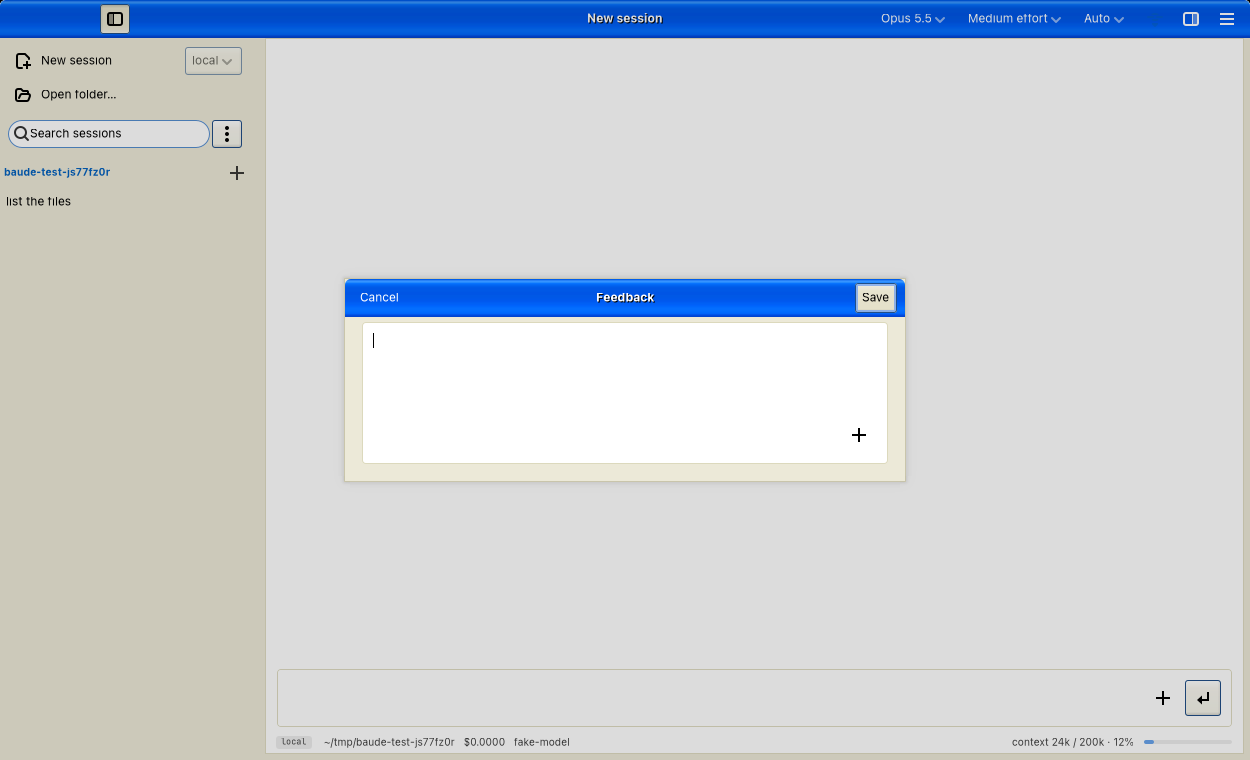 New session
Opus 5.5
Medium effort
Auto
New session
local
Open folder...
Search sessions
baude-test-js77fz0r
list the files
Cancel
Feedback
Save
local
~/tmp/baude-test-js77fz0r
$0.0000
fake-model
context 24k / 200k · 12%